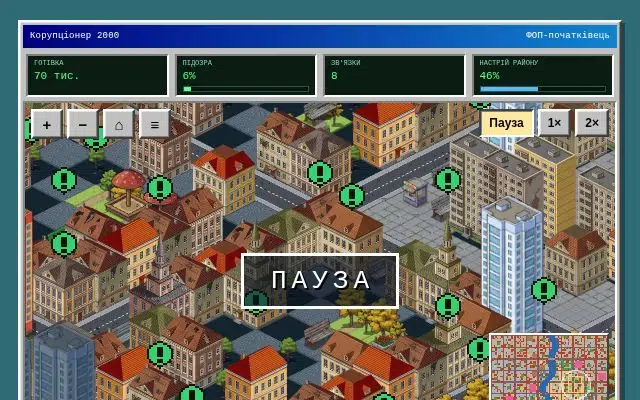 Корупціонер 2000
ФОП-початківець
ГОТІВКА
70 тис.
ПІДОЗРА
6%
ЗВ'ЯЗКИ
8
НАСТРІЙ РАЙОНУ
46%
+ − ⌂ ≡
Пауза 1× 2×
ПАУЗА